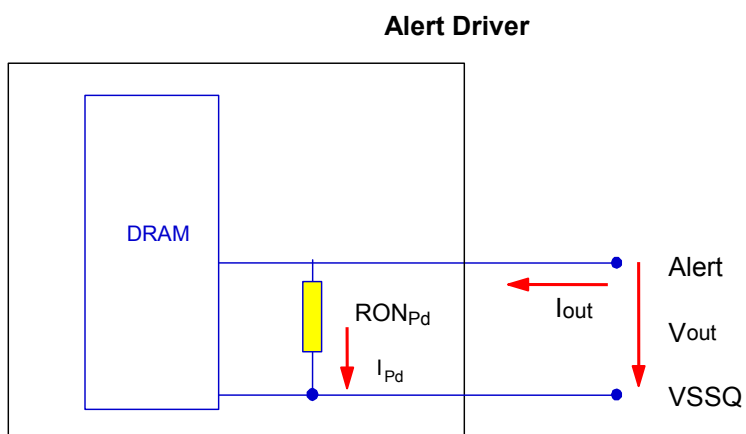 Alert Driver
DRAM
Alert
Iout
RONPd
Vout
IPd
VSSQ